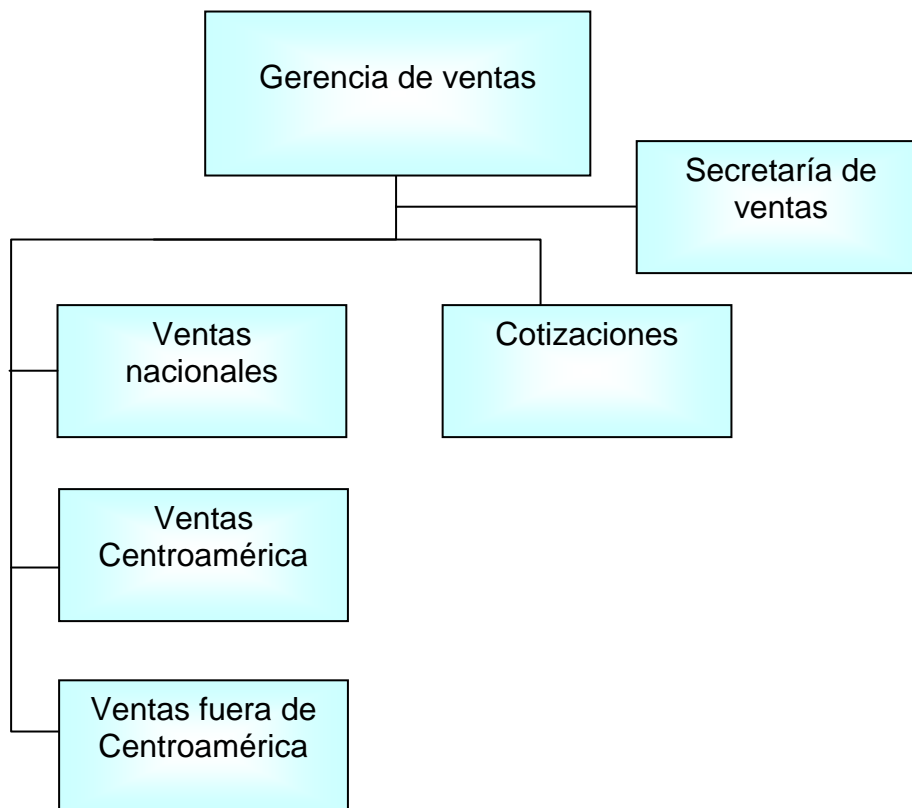 Gerencia de ventas
Secretaría de
ventas
Ventas
nacionales
Cotizaciones
Ventas
Centroamérica
Ventas fuera de
Centroamérica